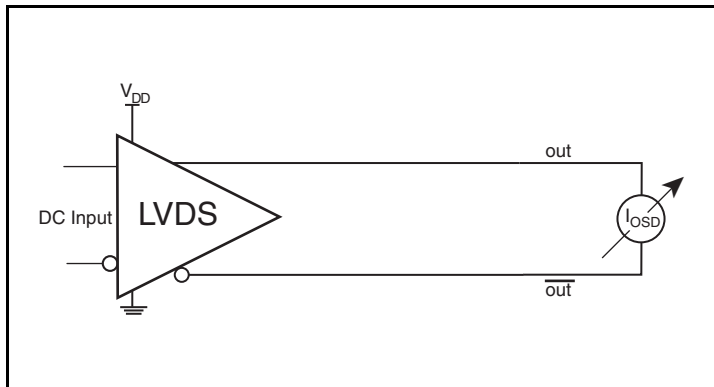 VDD
out
DC Input
LVDS
IOSD
out